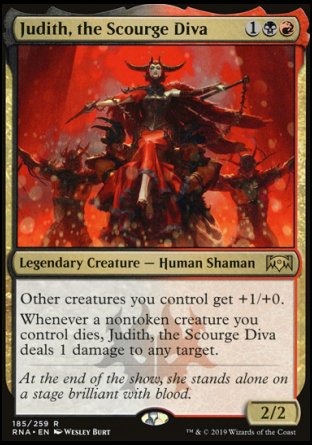 Judith, the Scourge Diva 1
Legendary Creature — Human Shaman
Other creatures you control get +1/+0.
Whenever a nontoken creature you
control dies, Judith, the Scourge Diva
deals 1 damage to any target.
At the end of the show, she stands alone on
a stage brilliant with blood.
2/2
185/259 R
RNA • EN Wesley Burt ™ & © 2019 Wizards of the Coast